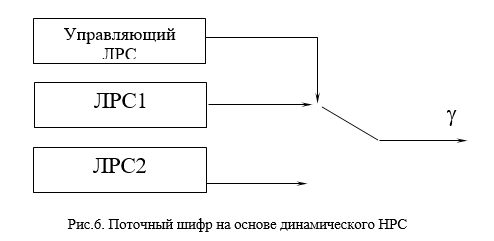 Управляющий
ЛРС
ЛРС1
γ
ЛРС2
Рис.6. Поточный шифр на основе динамического НРС